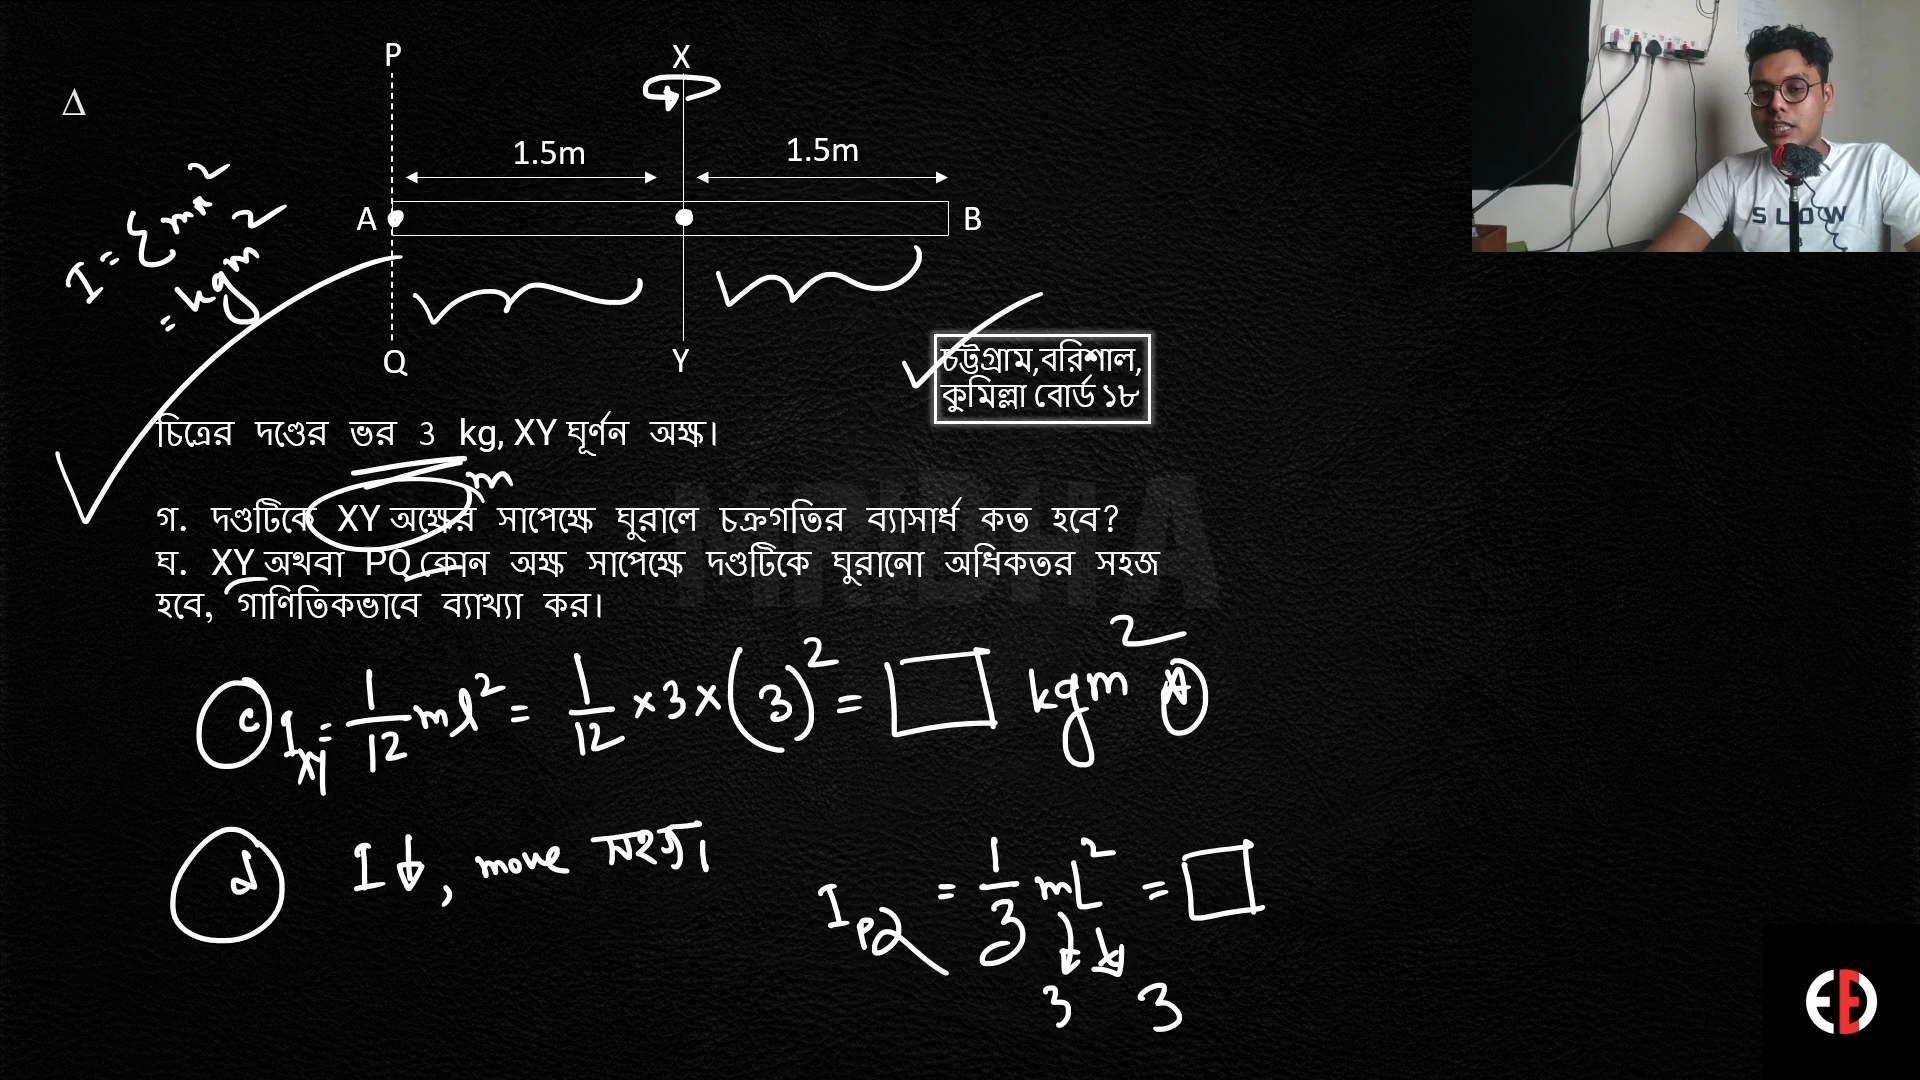 P
X
Δ
1.5m
1.5m
A
B
I = Σmr²
= kgm²
Q
Y
চট্টগ্রাম,বরিশাল,
কুমিল্লা বোর্ড ১৮
চিত্রের দণ্ডের ভর 3 kg, XY ঘূর্ণন অক্ষ।
m
গ. দণ্ডটিকে XY অক্ষের সাপেক্ষে ঘুরালে চক্রগতির ব্যাসার্ধ কত হবে?
ঘ. XY অথবা PQ কোন অক্ষ সাপেক্ষে দণ্ডটিকে ঘুরানো অধিকতর সহজ
হবে, গাণিতিকভাবে ব্যাখ্যা কর।
c I_XY = 1/12 ml² = 1/12 × 3 × (3)² = □ kgm² A
d I↓, move সহজ।
I_PQ = 1/3 mL² = □
3 3
SLOW